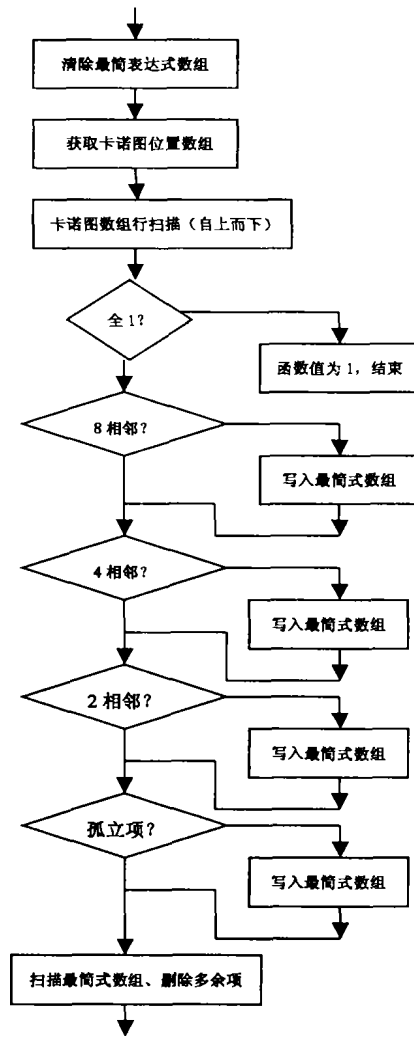 清除最简表达式数组
获取卡诺图位置数组
卡诺图数组行扫描（自上而下）
全 1？
函数值为 1，结束
8 相邻？
写入最简式数组
4 相邻？
写入最简式数组
2 相邻？
写入最简式数组
孤立项？
写入最简式数组
扫描最简式数组、删除多余项